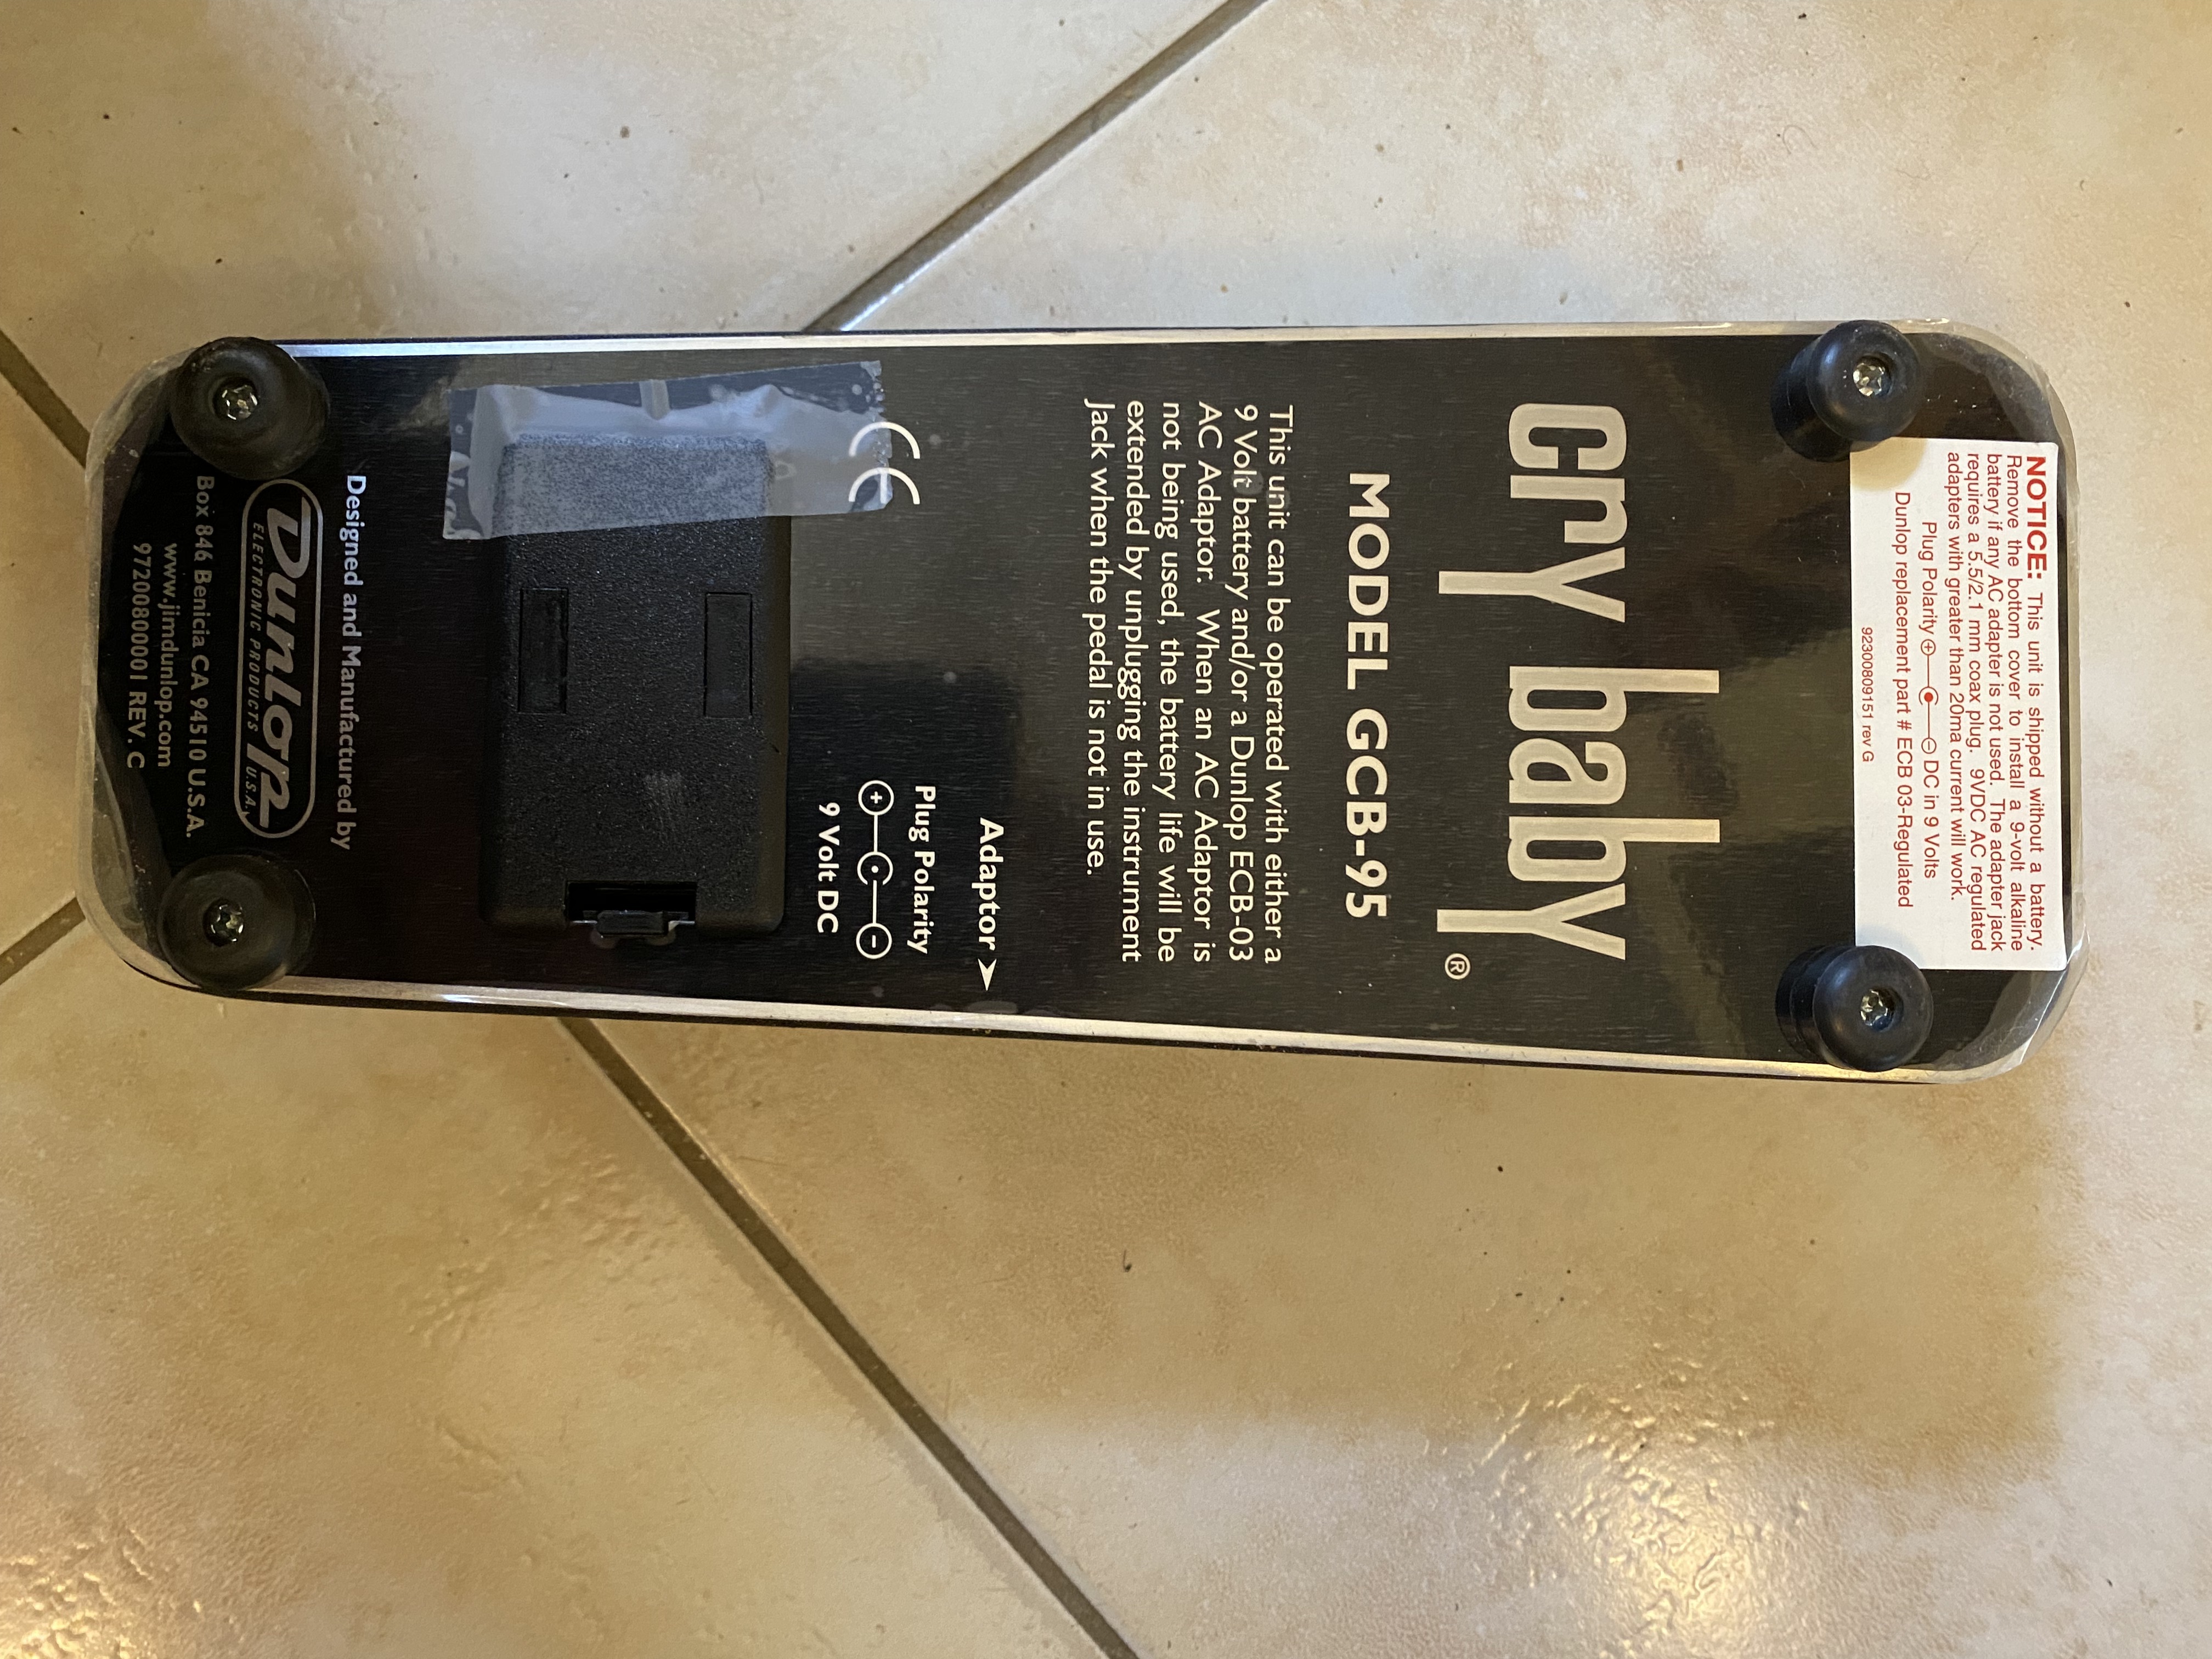 NOTICE: This unit is shipped without a battery.
Remove the bottom cover to install a 9-volt alkaline
battery if any AC adapter is not used. The adapter jack
requires a 5.5/2.1 mm coax plug. 9VDC AC regulated
adapters with greater than 20ma current will work.
Plug Polarity + - DC in 9 Volts
Dunlop replacement part # ECB 03-Regulated
92300809151 rev G
cry baby®
MODEL GCB-95
This unit can be operated with either a
9 Volt battery and/or a Dunlop ECB-03
AC Adaptor. When an AC Adaptor is
not being used, the battery life will be
extended by unplugging the instrument
Jack when the pedal is not in use.
Adaptor ➤
Plug Polarity
+ -
9 Volt DC
CE
Designed and Manufactured by
Dunlop
ELECTRONIC PRODUCTS U.S.A.
Box 846 Benicia CA 94510 U.S.A.
www.jimdunlop.com
97200800001 REV. C